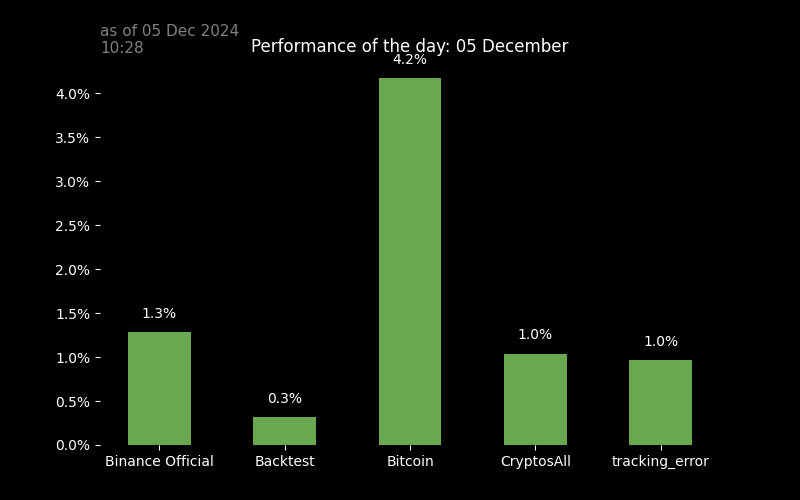 as of 05 Dec 2024
10:28
Performance of the day: 05 December
4.2%
4.0%
3.5%
3.0%
2.5%
2.0%
1.5%
1.3%
1.0%
1.0%
1.0%
0.5%
0.3%
0.0%
Binance Official
Backtest
Bitcoin
CryptosAll
tracking_error